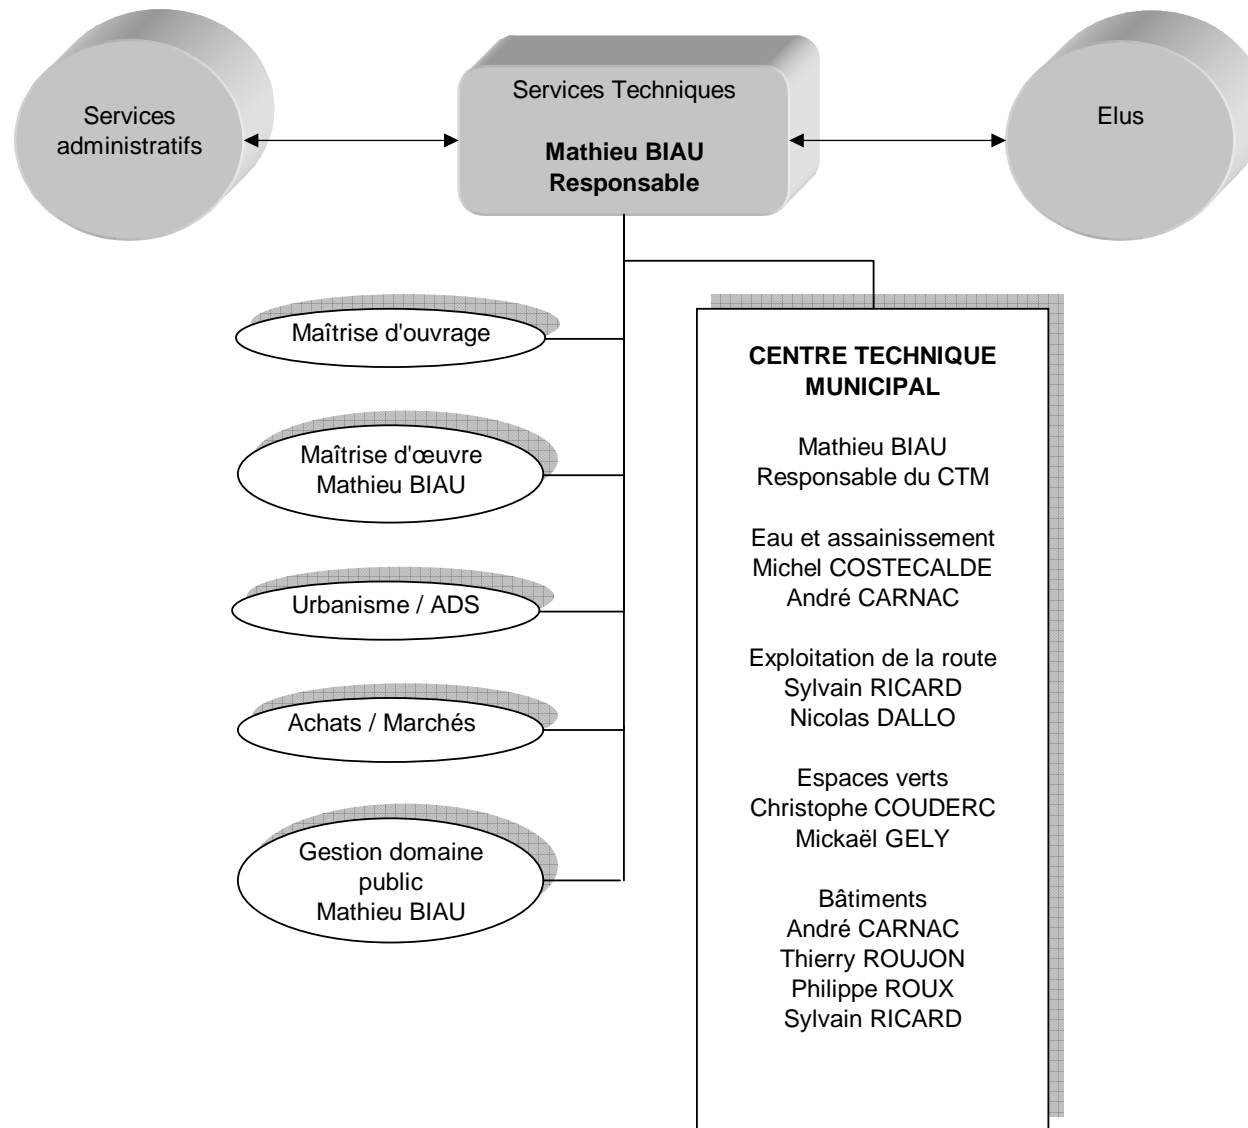 Services
administratifs
Services Techniques
Mathieu BIAU
Responsable
Elus
Maîtrise d'ouvrage
Maîtrise d'œuvre
Mathieu BIAU
Urbanisme / ADS
Achats / Marchés
Gestion domaine
public
Mathieu BIAU
CENTRE TECHNIQUE
MUNICIPAL
Mathieu BIAU
Responsable du CTM
Eau et assainissement
Michel COSTECALDE
André CARNAC
Exploitation de la route
Sylvain RICARD
Nicolas DALLO
Espaces verts
Christophe COUDERC
Mickaël GELY
Bâtiments
André CARNAC
Thierry ROUJON
Philippe ROUX
Sylvain RICARD